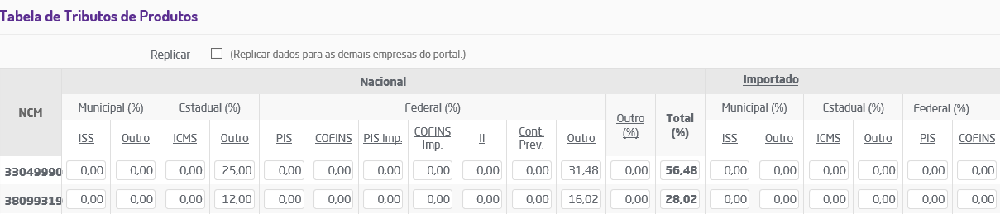 Tabela de Tributos de Produtos
Replicar (Replicar dados para as demais empresas do portal.)
Nacional Importado
NCM Municipal (%) Estadual (%) Federal (%) Outro (%) Total (%) Municipal (%) Estadual (%) Federal (%)
ISS Outro ICMS Outro PIS COFINS PIS Imp. COFINS Imp. II Cont. Prev. Outro ISS Outro ICMS Outro PIS COFINS
33049990 0,00 0,00 0,00 25,00 0,00 0,00 0,00 0,00 0,00 0,00 31,48 0,00 56,48 0,00 0,00 0,00 0,00 0,00 0,00
38099319 0,00 0,00 0,00 12,00 0,00 0,00 0,00 0,00 0,00 0,00 16,02 0,00 28,02 0,00 0,00 0,00 0,00 0,00 0,00